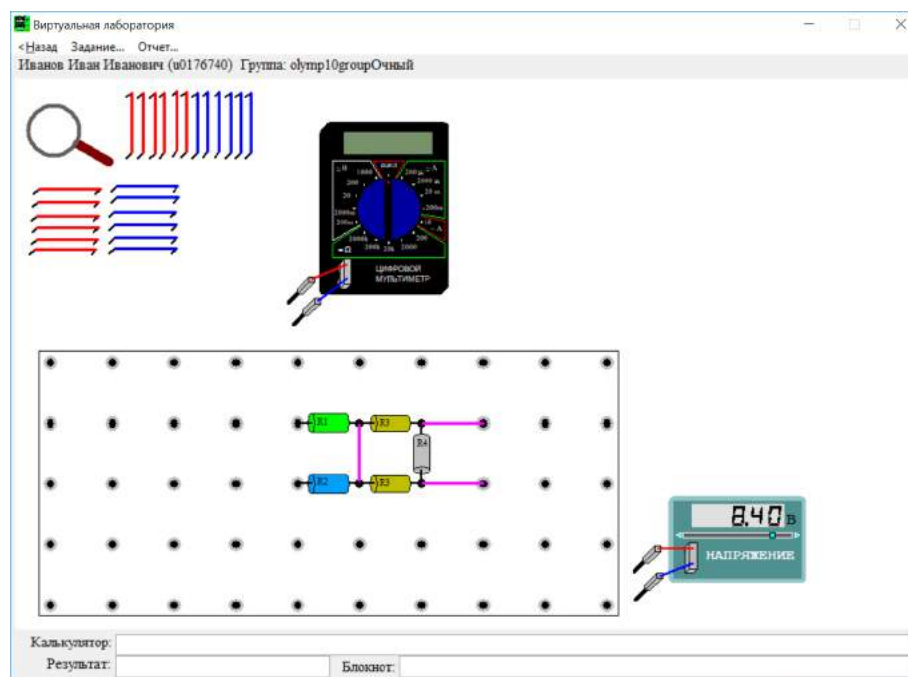 Виртуальная лаборатория
<Назад Задание... Отчет...
Иванов Иван Иванович (u0176740) Группа: olymp10groupОчный
ЦИФРОВОЙ
МУЛЬТИМЕТР
R1 R3
R4
R2 R3
8.40 В
НАПРЯЖЕНИЕ
Калькулятор:
Результат: Блокнот: